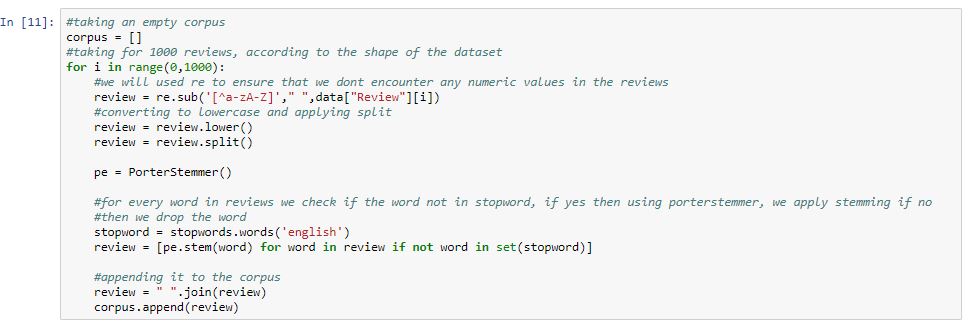 In [11]: #taking an empty corpus
corpus = []
#taking for 1000 reviews, according to the shape of the dataset
for i in range(0,1000):
    #we will used re to ensure that we dont encounter any numeric values in the reviews
    review = re.sub('[^a-zA-Z]'," ",data["Review"][i])
    #converting to lowercase and applying split
    review = review.lower()
    review = review.split()

    pe = PorterStemmer()

    #for every word in reviews we check if the word not in stopword, if yes then using porterstemmer, we apply stemming if no
    #then we drop the word
    stopword = stopwords.words('english')
    review = [pe.stem(word) for word in review if not word in set(stopword)]

    #appending it to the corpus
    review = " ".join(review)
    corpus.append(review)